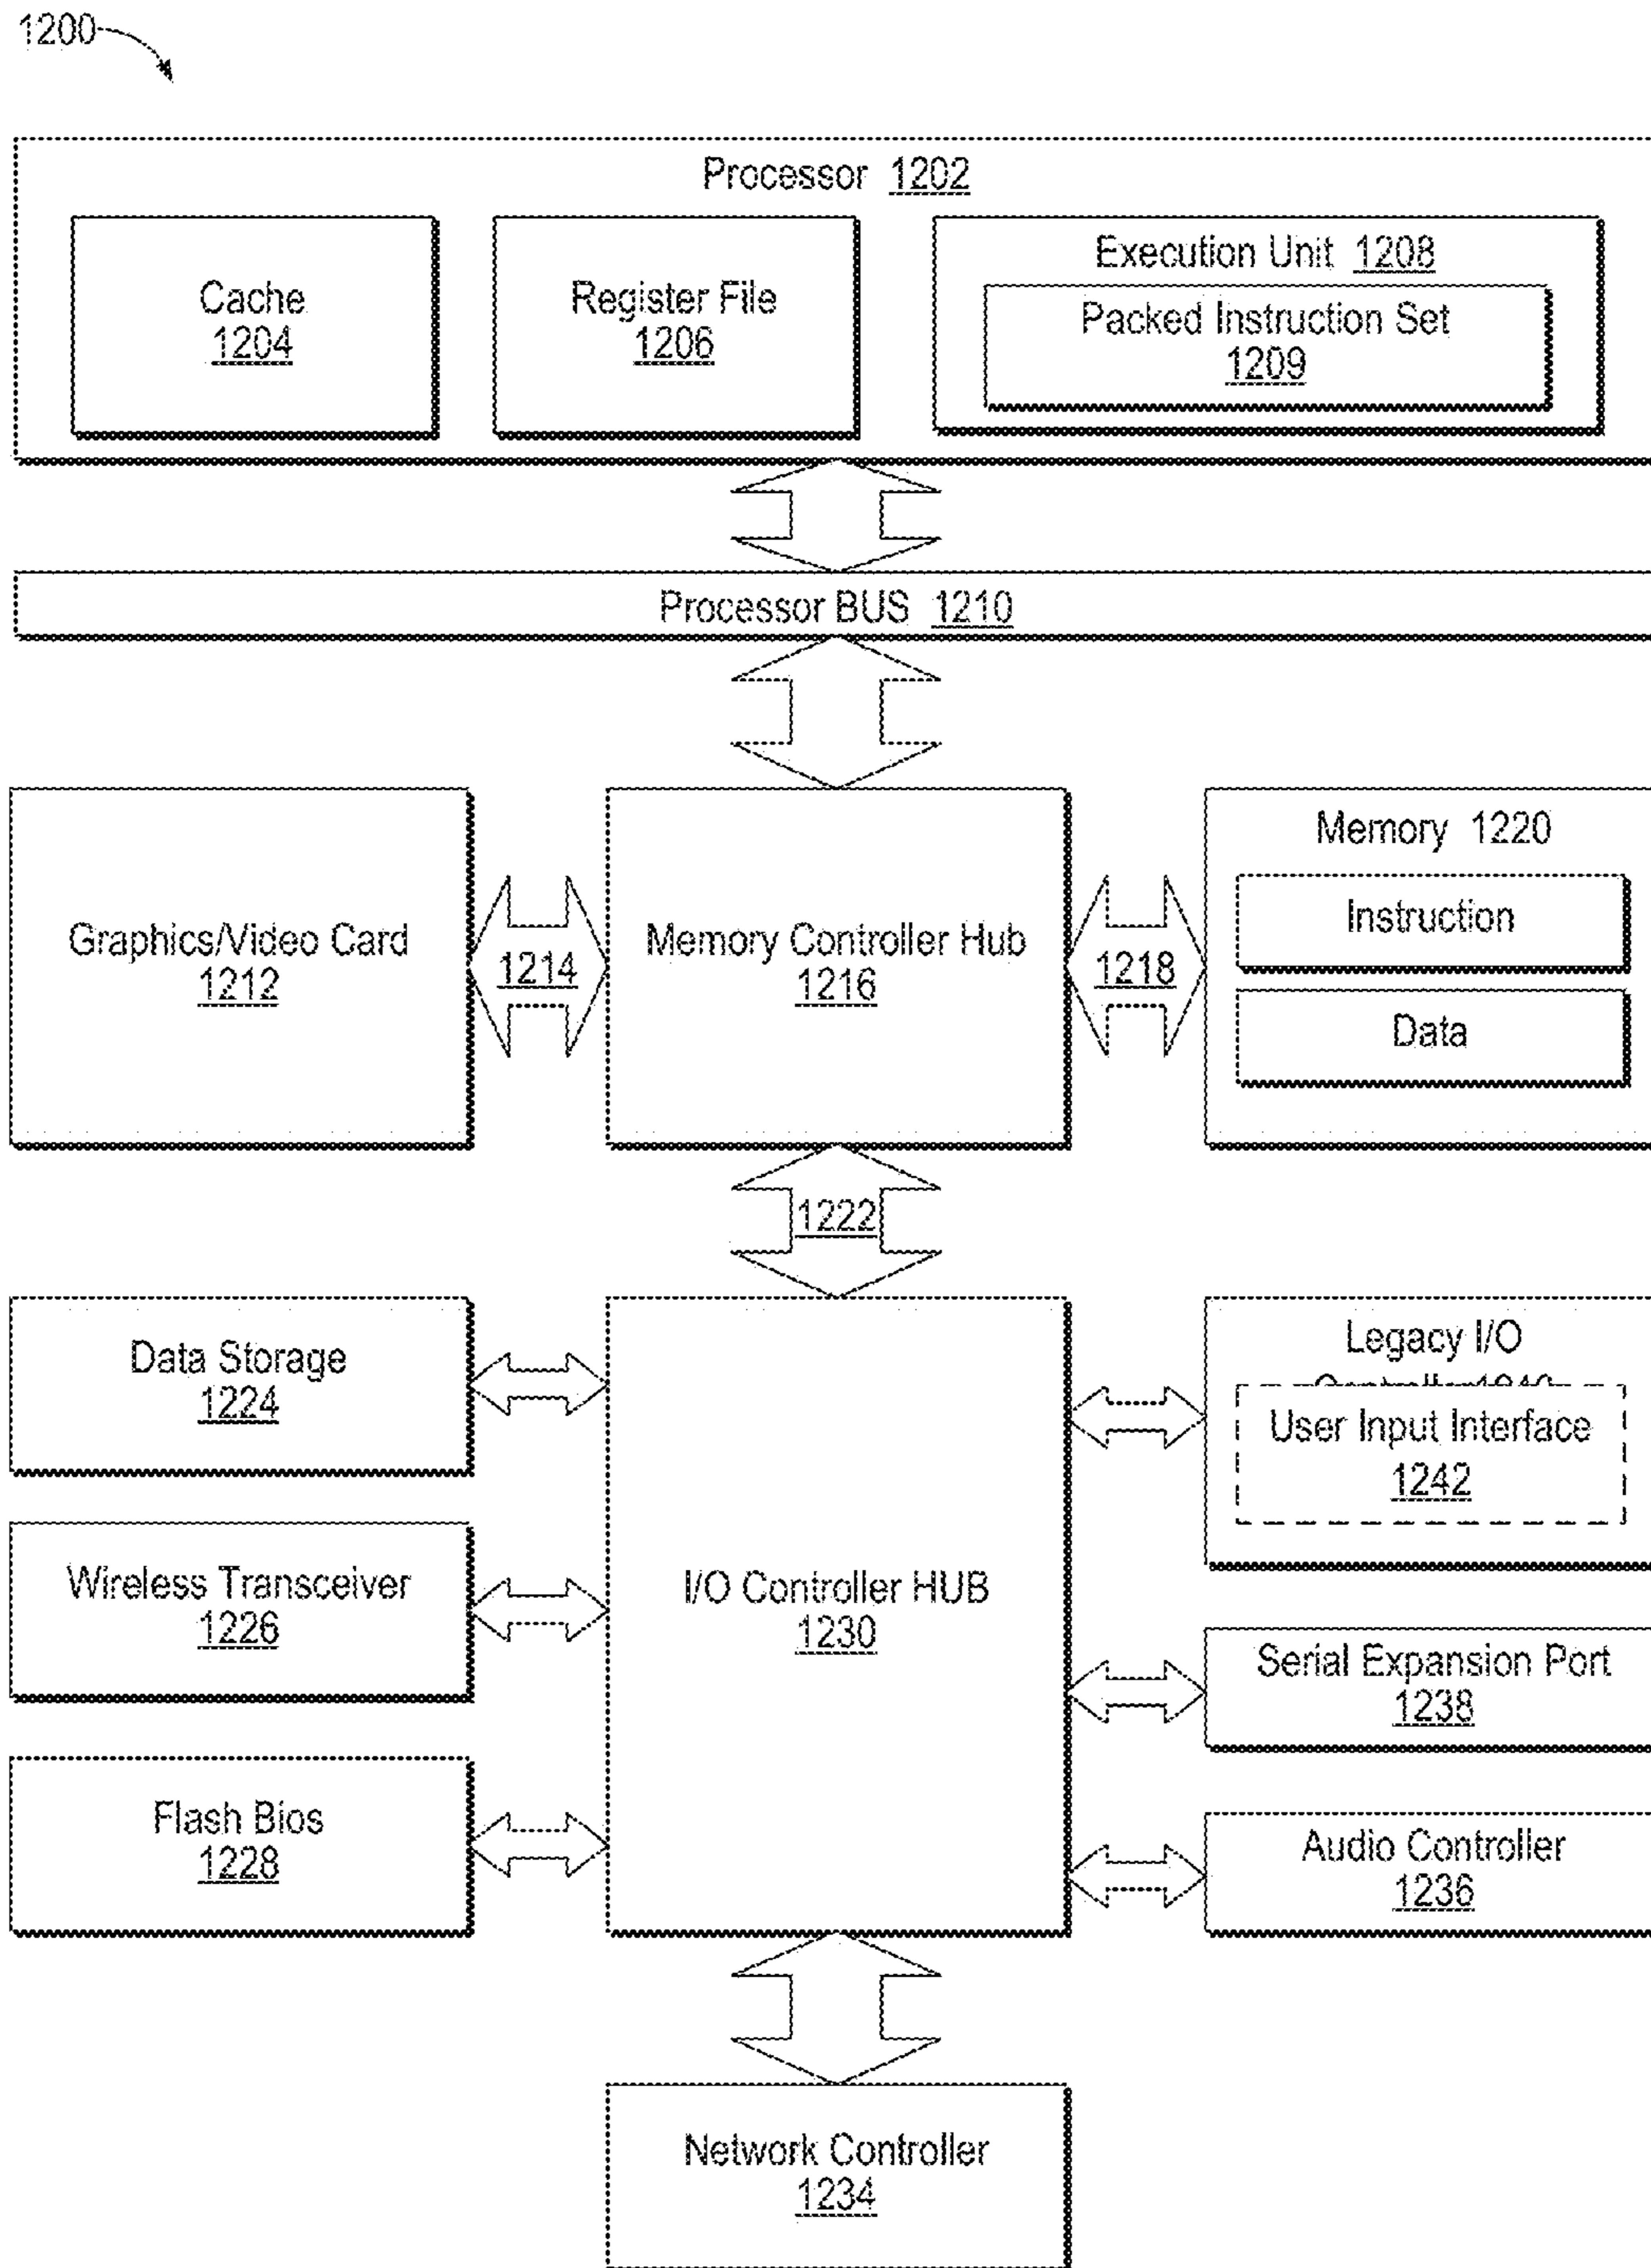 1200
Processor 1202
Cache
1204
Register File
1206
Execution Unit 1208
Packed Instruction Set
1209
Processor BUS 1210
Graphics/Video Card
1212
1214
Memory Controller Hub
1216
1218
Memory 1220
Instruction
Data
1222
Data Storage
1224
Wireless Transceiver
1226
Flash Bios
1228
I/O Controller HUB
1230
Legacy I/O
User Input Interface
1242
Serial Expansion Port
1238
Audio Controller
1236
Network Controller
1234